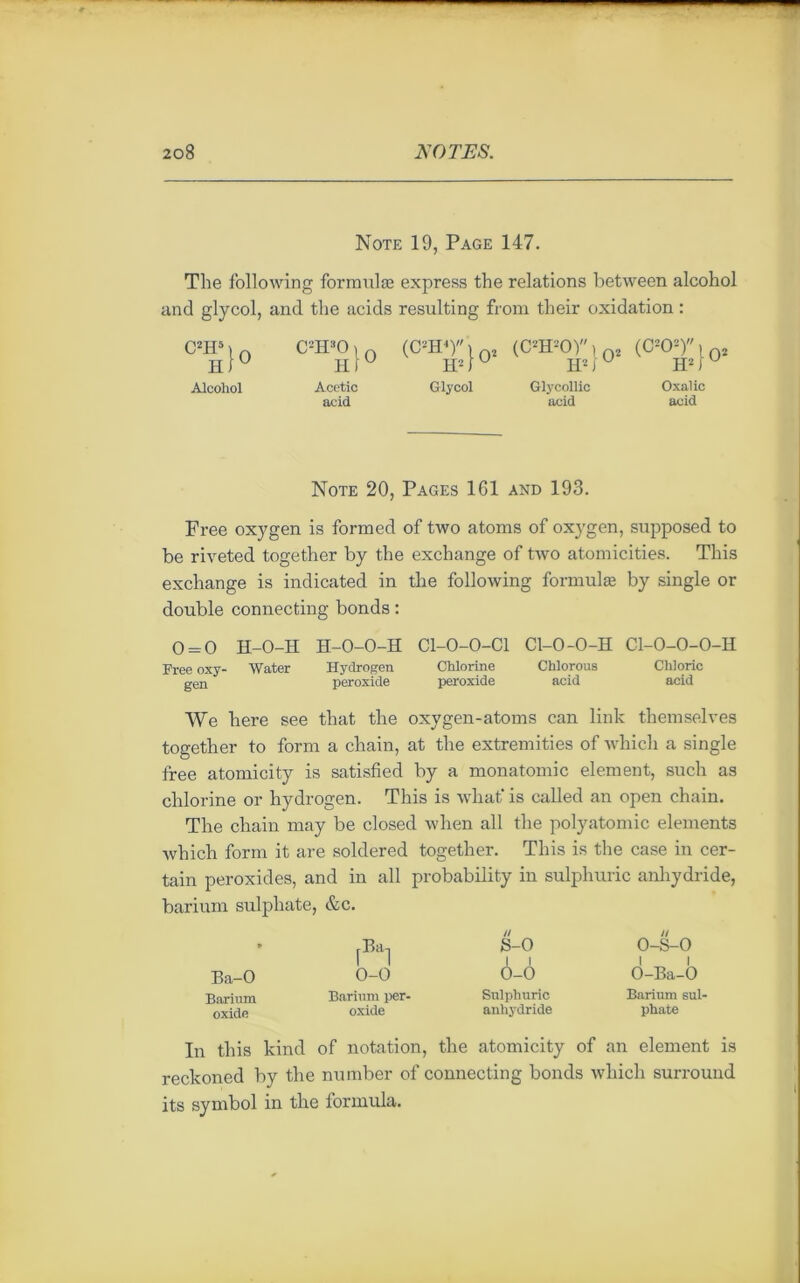 208 NOTES.
NOTE 19, PAGE 147.
The following formulæ express the relations between alcohol
and glycol, and the acids resulting from their oxidation :
C²H⁵ } O C²H³O } O (C²H⁴)″ } O² (C²H²O)″ } O² (C²O²)″ } O²
H H H² H² H²
Alcohol Acetic Glycol Glycollic Oxalic
acid acid acid
NOTE 20, PAGES 161 AND 193.
Free oxygen is formed of two atoms of oxygen, supposed to
be riveted together by the exchange of two atomicities. This
exchange is indicated in the following formulæ by single or
double connecting bonds :
O=O H-O-H H-O-O-H Cl-O-O-Cl Cl-O-O-H Cl-O-O-O-H
Free oxy- Water Hydrogen Chlorine Chlorous Chloric
gen peroxide peroxide acid acid
We here see that the oxygen-atoms can link themselves
together to form a chain, at the extremities of which a single
free atomicity is satisfied by a monatomic element, such as
chlorine or hydrogen. This is what is called an open chain.
The chain may be closed when all the polyatomic elements
which form it are soldered together. This is the case in cer-
tain peroxides, and in all probability in sulphuric anhydride,
barium sulphate, &c.
″ ″
Ba S-O O-S-O
| | | | | |
Ba-O O-O O-O O-Ba-O
Barium Barium per- Sulphuric Barium sul-
oxide oxide anhydride phate
In this kind of notation, the atomicity of an element is
reckoned by the number of connecting bonds which surround
its symbol in the formula.